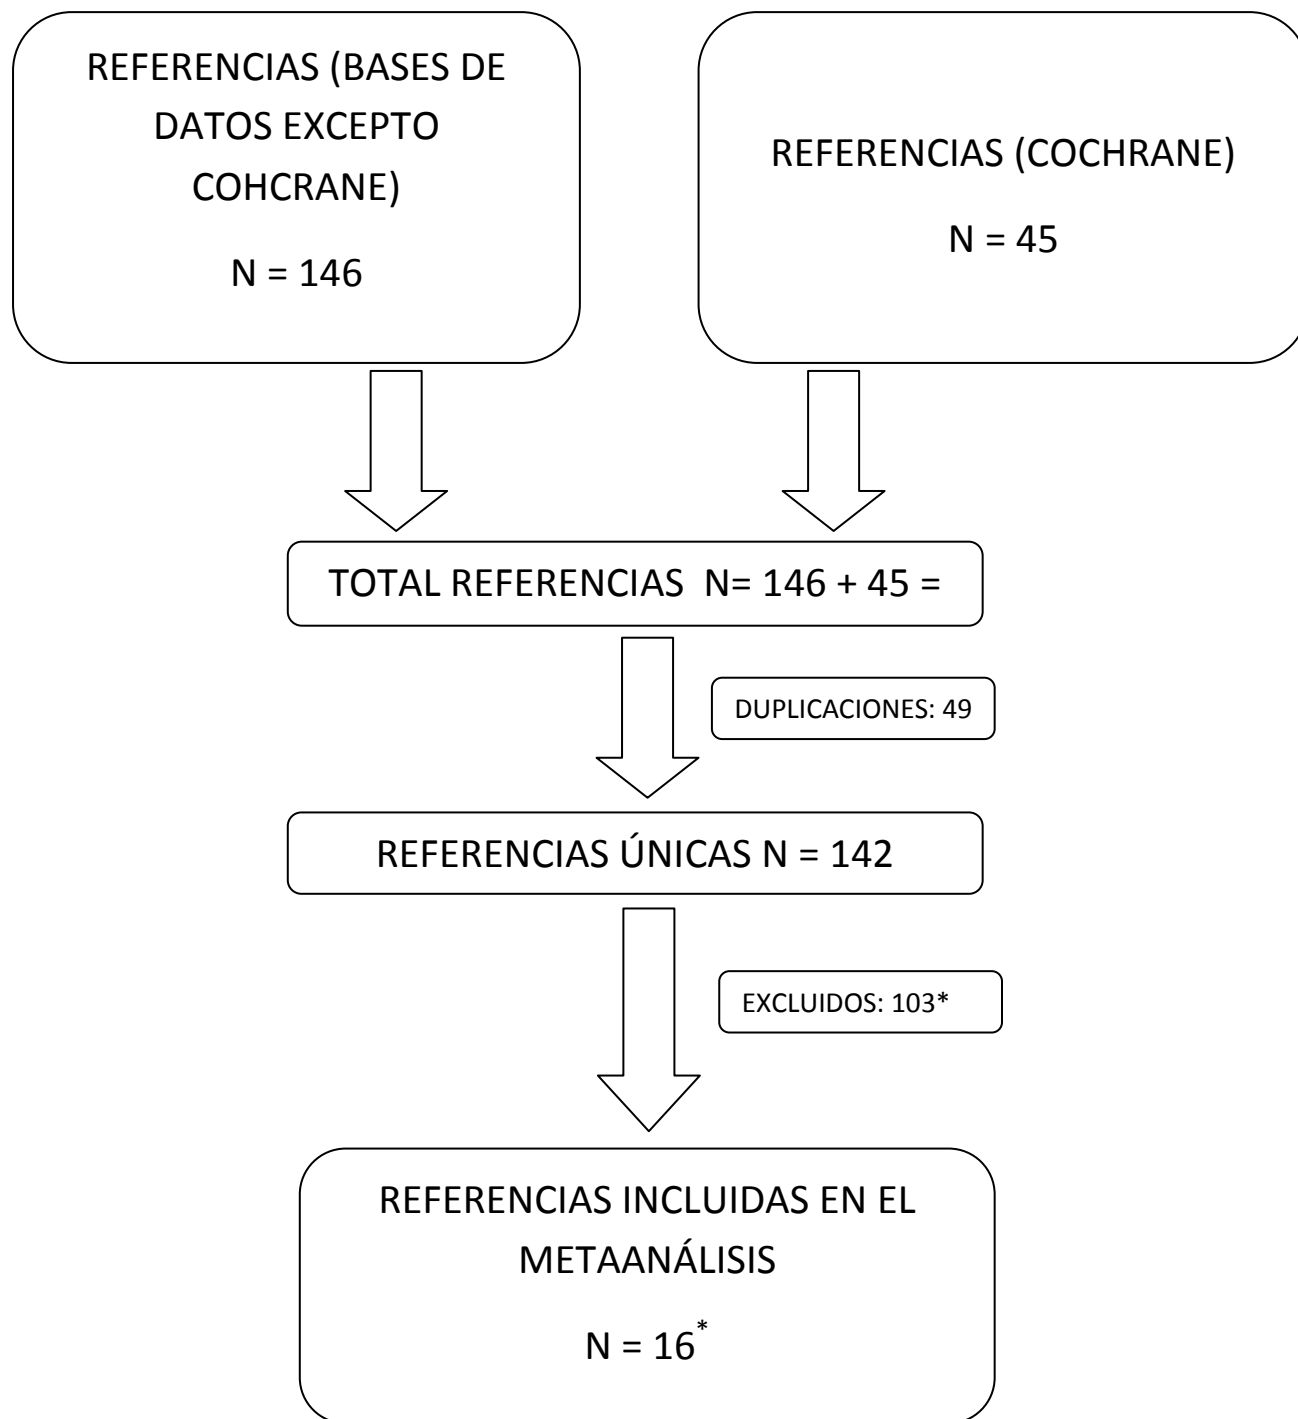 REFERENCIAS (BASES DE
DATOS EXCEPTO
COHCRANE)
N = 146
REFERENCIAS (COCHRANE)
N = 45
TOTAL REFERENCIAS  N= 146 + 45 =
DUPLICACIONES: 49
REFERENCIAS ÚNICAS N = 142
EXCLUIDOS: 103*
REFERENCIAS INCLUIDAS EN EL
METAANÁLISIS
N = 16*